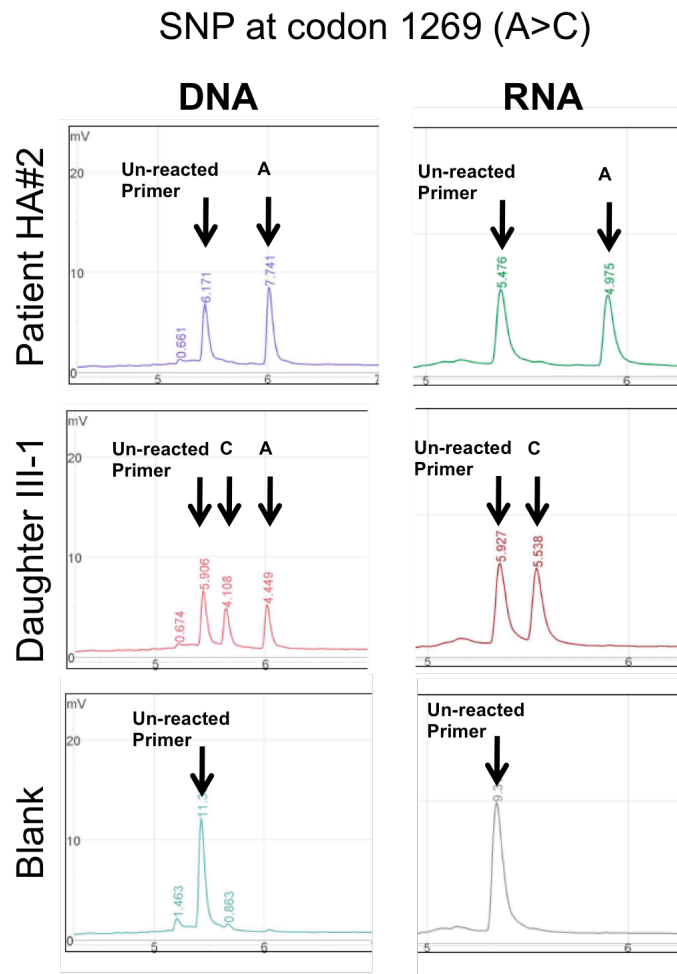 SNP at codon 1269 (A>C)
DNA
RNA
Patient HA#2
mV
20
10
0
Un-reacted
Primer
A
0.661
6.171
7.741
5
6
7
Un-reacted
Primer
A
5.476
4.975
5
6
Daughter III-1
mV
20
10
0
Un-reacted
Primer
C
A
0.674
5.906
4.108
4.449
5
6
Un-reacted
Primer
C
5.927
5.538
5
6
Blank
mV
20
10
0
Un-reacted
Primer
1.463
0.863
5
6
Un-reacted
Primer
5
6